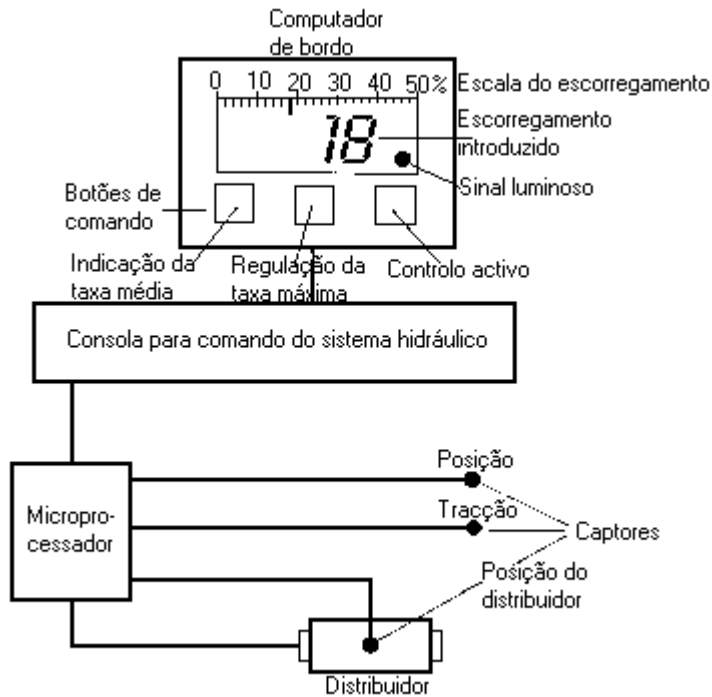 Computador
de bordo
0 10 20 30 40 50% Escala do escorregamento
18
Escorregamento
introduzido
Sinal luminoso
Botões de
comando
Indicação da
taxa média
Regulação da
taxa máxima
Controlo activo
Consola para comando do sistema hidráulico
Micropro-
cessador
Posição
Tracção
Captores
Posição do
distribuidor
Distribuidor